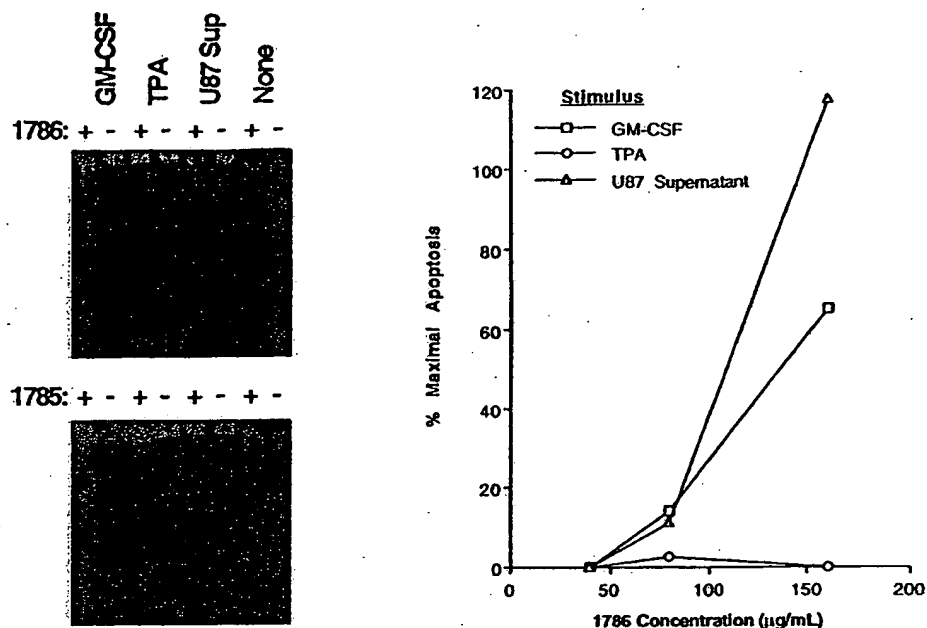 GM-CSF
TPA
U87 Sup
None
1786: + - + - + - + -
1785: + - + - + - + -
120
100
80
60
40
20
0
% Maximal Apoptosis
Stimulus
GM-CSF
TPA
U87 Supernatant
0 50 100 150 200
1786 Concentration (µg/mL)